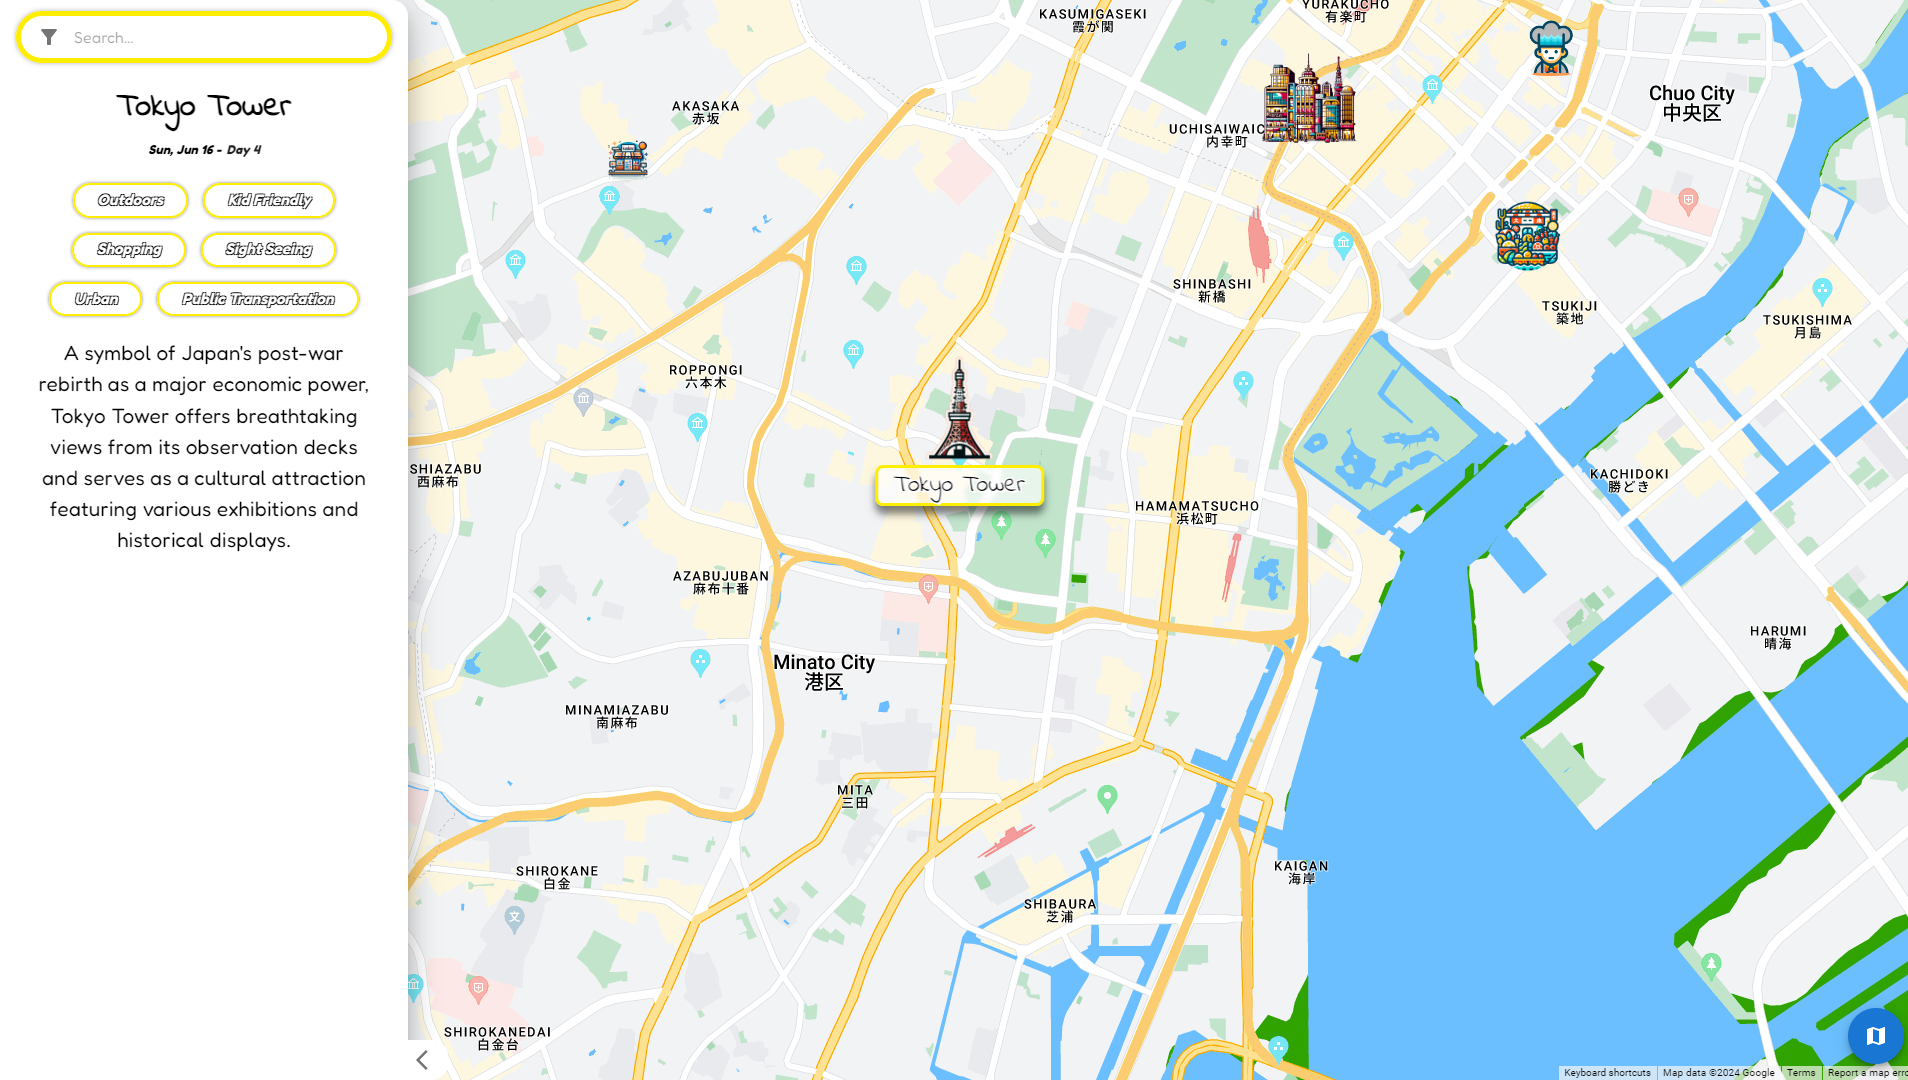 Search...
Tokyo Tower
Sun, Jun 16 - Day 4
Outdoors
Kid Friendly
Shopping
Sight Seeing
Urban
Public Transportation
A symbol of Japan's post-war
rebirth as a major economic power,
Tokyo Tower offers breathtaking
views from its observation decks
and serves as a cultural attraction
featuring various exhibitions and
historical displays.
KASUMIGASEKI
霞が関
YURAKUCHO
有楽町
AKASAKA
赤坂
UCHISAIWAIC
内幸町
Chuo City
中央区
SHINBASHI
新橋
TSUKIJI
築地
TSUKISHIMA
月島
ROPPONGI
六本木
SHIAZABU
西麻布
Tokyo Tower
HAMAMATSUCHO
浜松町
KACHIDOKI
勝どき
AZABUJUBAN
麻布十番
HARUMI
晴海
Minato City
港区
MINAMIAZABU
南麻布
MITA
三田
SHIROKANE
白金
KAIGAN
海岸
SHIBAURA
芝浦
文
SHIROKANEDAI
白金台
Keyboard shortcuts
Map data ©2024 Google
Terms
Report a map erro